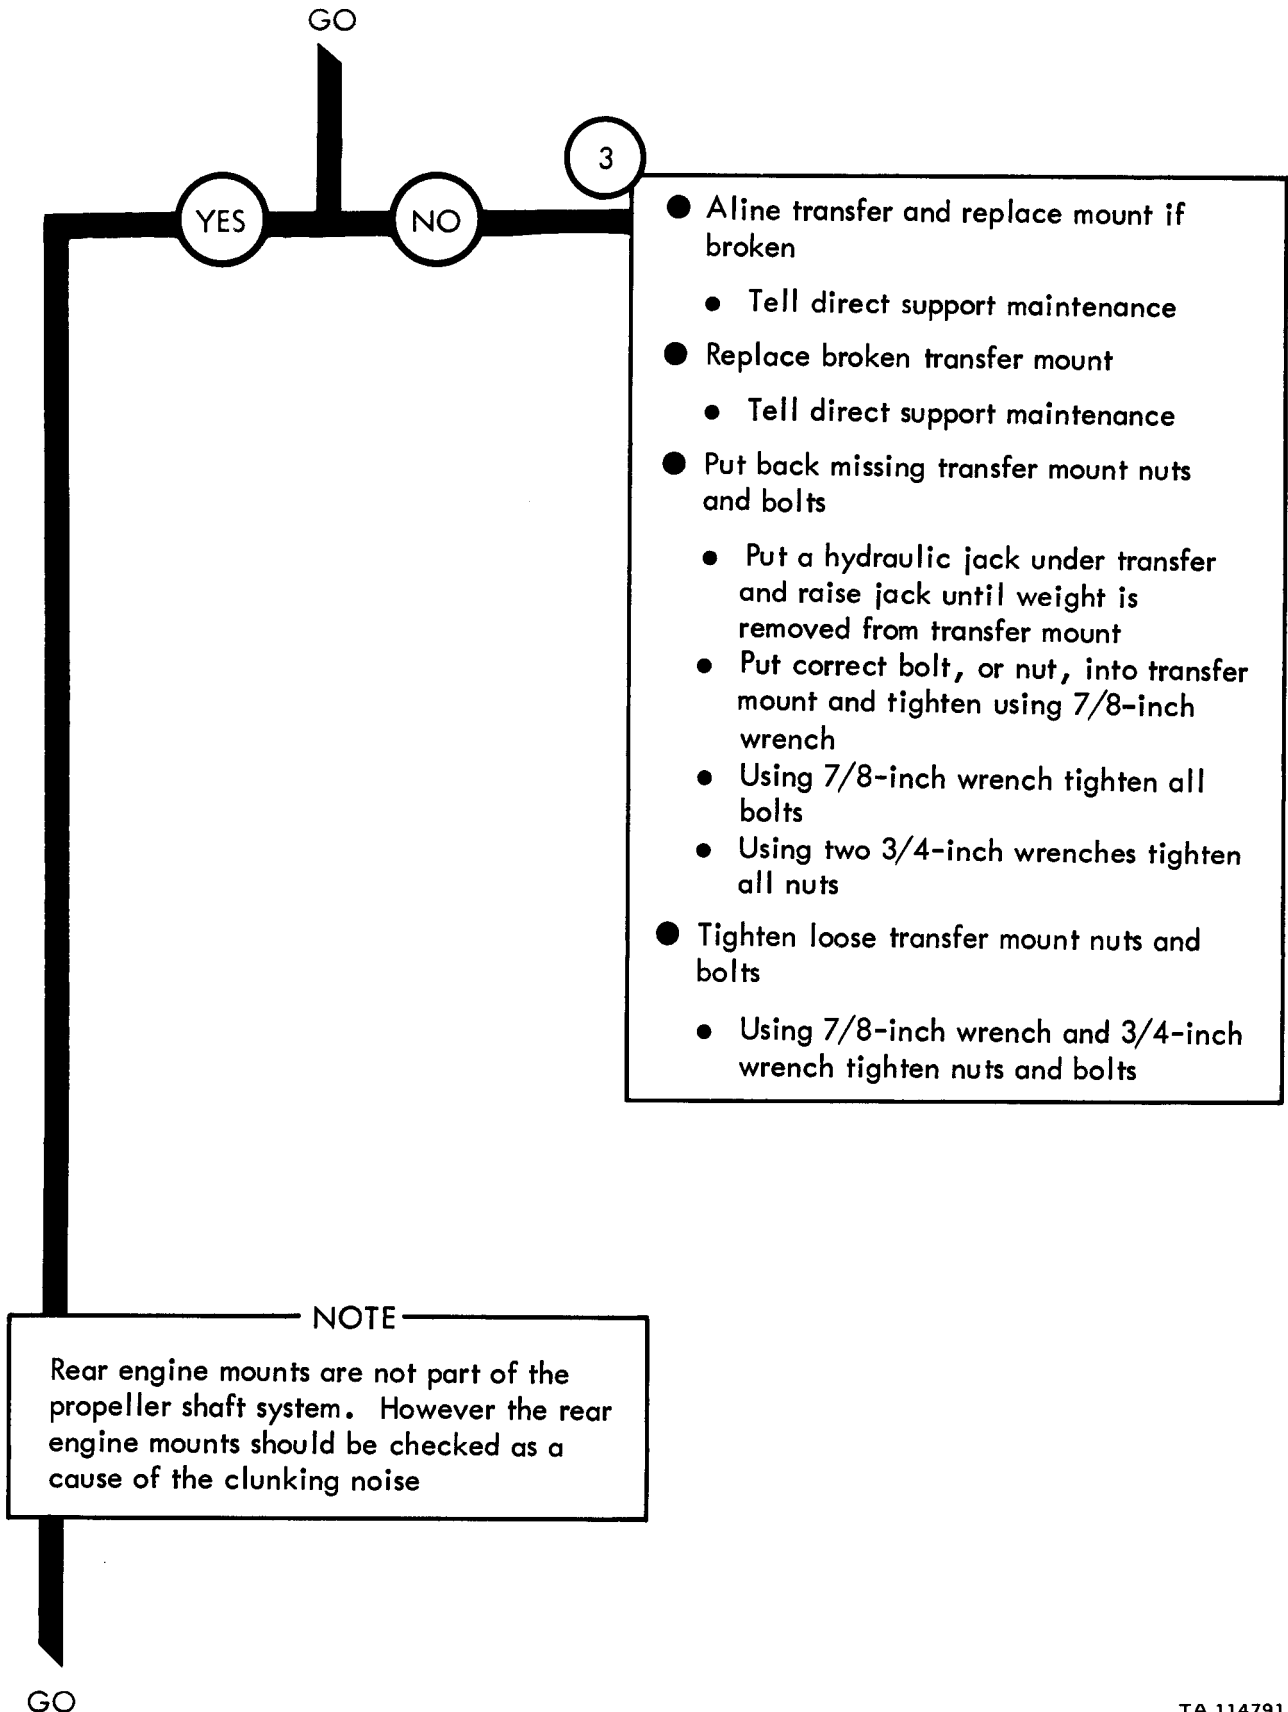 GO
YES
NO
3
● Aline transfer and replace mount if
broken
● Tell direct support maintenance
● Replace broken transfer mount
● Tell direct support maintenance
● Put back missing transfer mount nuts
and bolts
● Put a hydraulic jack under transfer
and raise jack until weight is
removed from transfer mount
● Put correct bolt, or nut, into transfer
mount and tighten using 7/8-inch
wrench
● Using 7/8-inch wrench tighten all
bolts
● Using two 3/4-inch wrenches tighten
all nuts
● Tighten loose transfer mount nuts and
bolts
● Using 7/8-inch wrench and 3/4-inch
wrench tighten nuts and bolts
NOTE
Rear engine mounts are not part of the
propeller shaft system. However the rear
engine mounts should be checked as a
cause of the clunking noise
GO
TA 114791